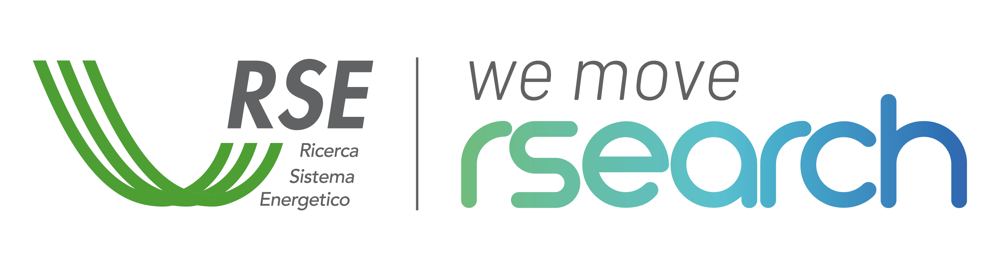 RSE
Ricerca
Sistema
Energetico
we move
rsearch